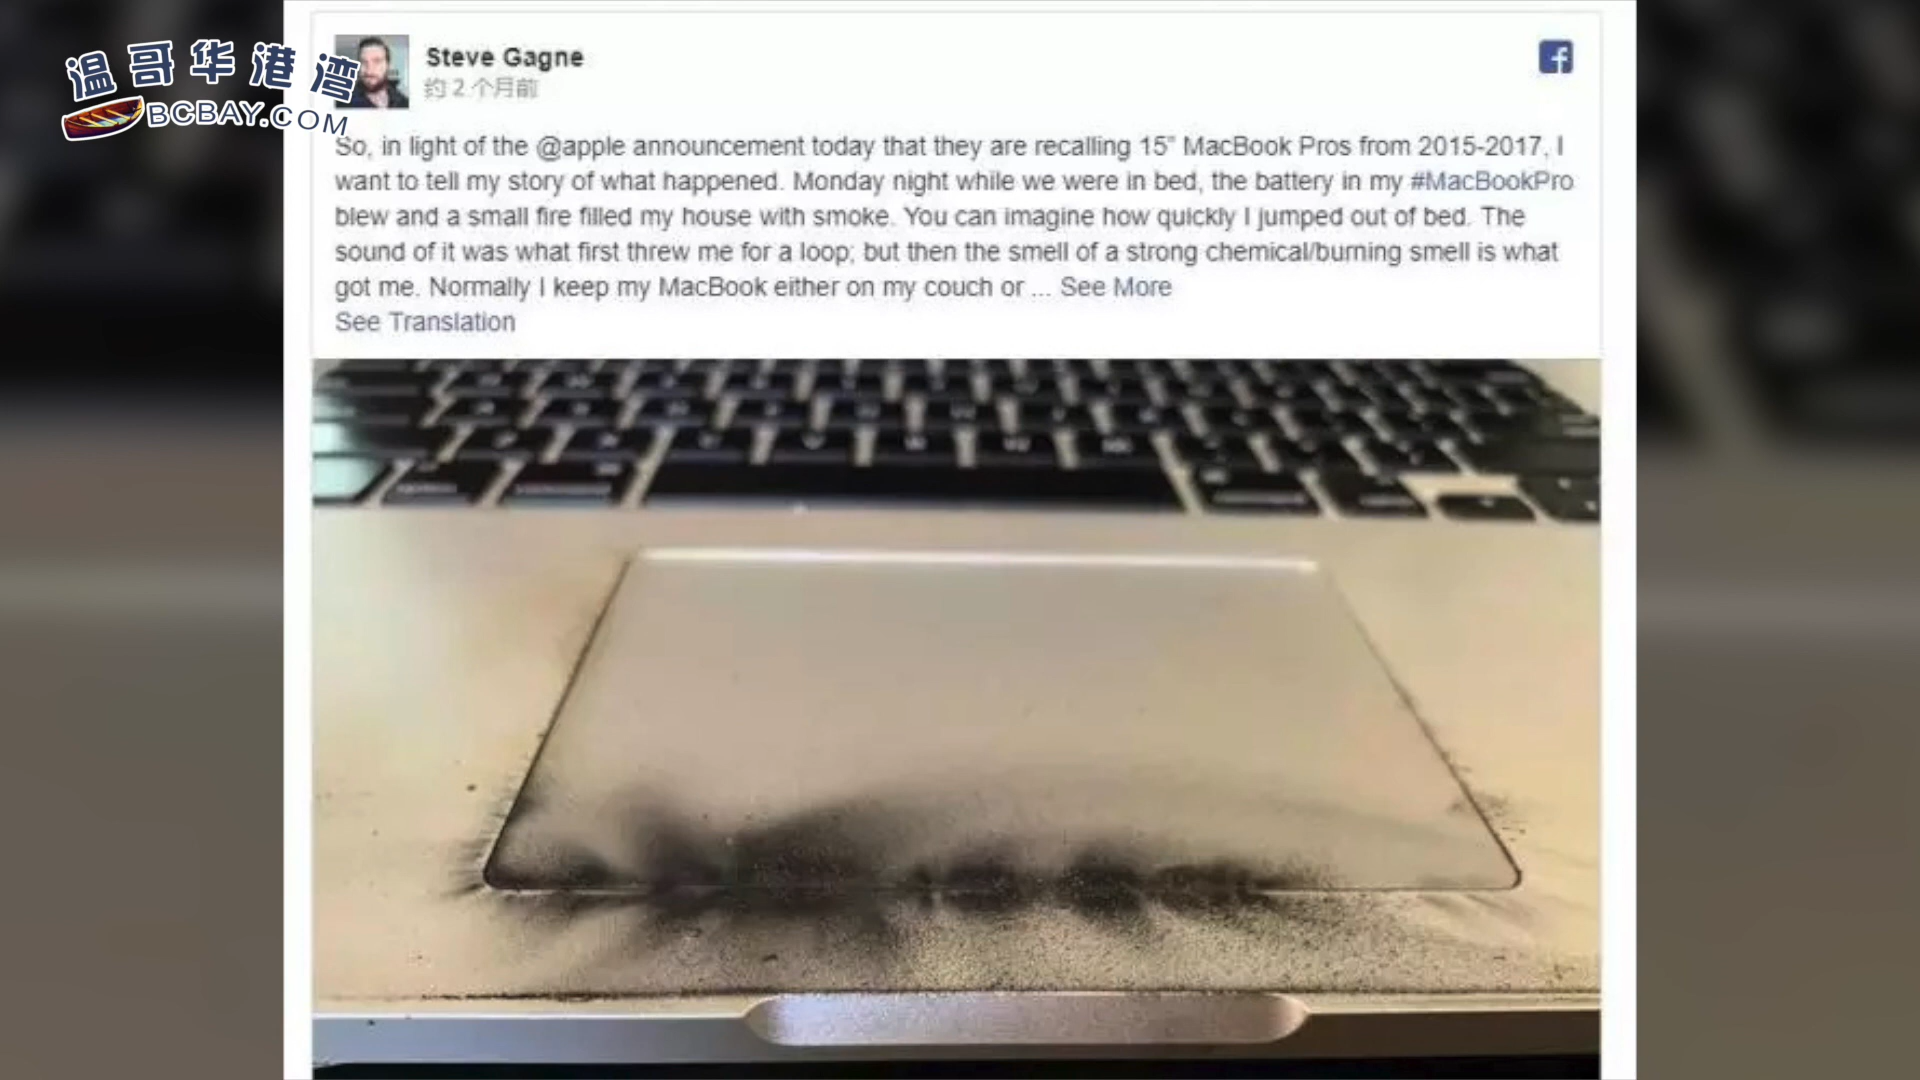 温哥华港湾
BCBAY.COM
Steve Gagne
约 2 个月前
So, in light of the @apple announcement today that they are recalling 15" MacBook Pros from 2015-2017, I
want to tell my story of what happened. Monday night while we were in bed, the battery in my #MacBookPro
blew and a small fire filled my house with smoke. You can imagine how quickly I jumped out of bed. The
sound of it was what first threw me for a loop; but then the smell of a strong chemical/burning smell is what
got me. Normally I keep my MacBook either on my couch or ... See More
See Translation